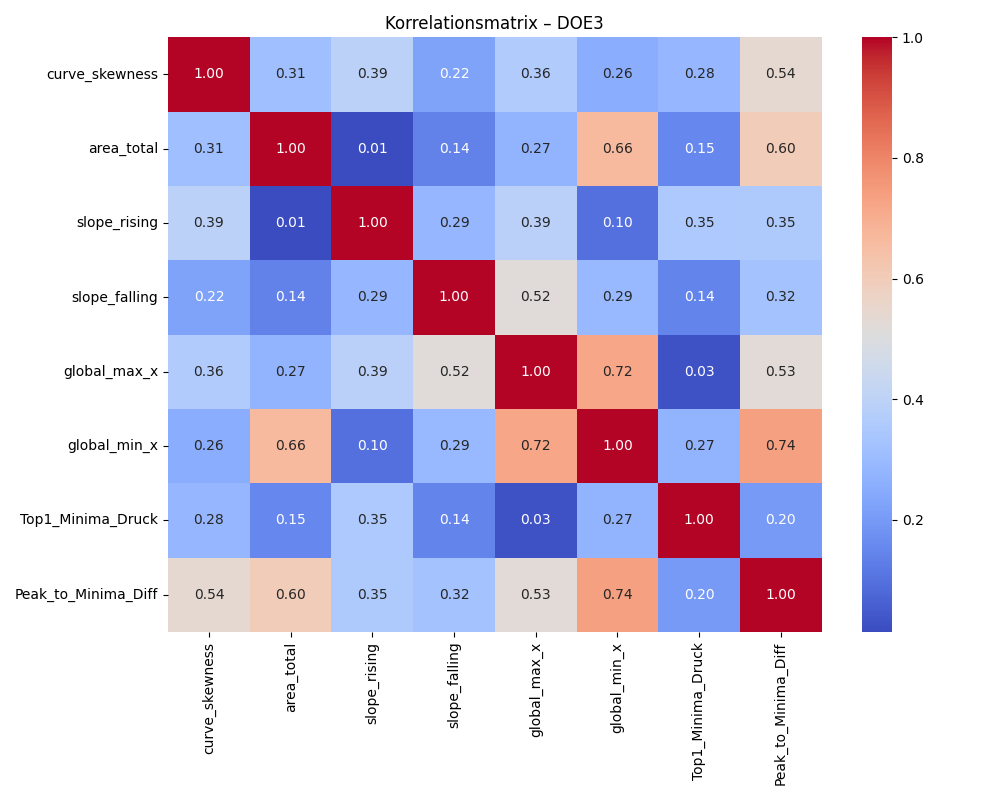 Korrelationsmatrix – DOE3
curve_skewness 1.00 0.31 0.39 0.22 0.36 0.26 0.28 0.54
area_total 0.31 1.00 0.01 0.14 0.27 0.66 0.15 0.60
slope_rising 0.39 0.01 1.00 0.29 0.39 0.10 0.35 0.35
slope_falling 0.22 0.14 0.29 1.00 0.52 0.29 0.14 0.32
global_max_x 0.36 0.27 0.39 0.52 1.00 0.72 0.03 0.53
global_min_x 0.26 0.66 0.10 0.29 0.72 1.00 0.27 0.74
Top1_Minima_Druck 0.28 0.15 0.35 0.14 0.03 0.27 1.00 0.20
Peak_to_Minima_Diff 0.54 0.60 0.35 0.32 0.53 0.74 0.20 1.00
curve_skewness
area_total
slope_rising
slope_falling
global_max_x
global_min_x
Top1_Minima_Druck
Peak_to_Minima_Diff
1.0
0.8
0.6
0.4
0.2